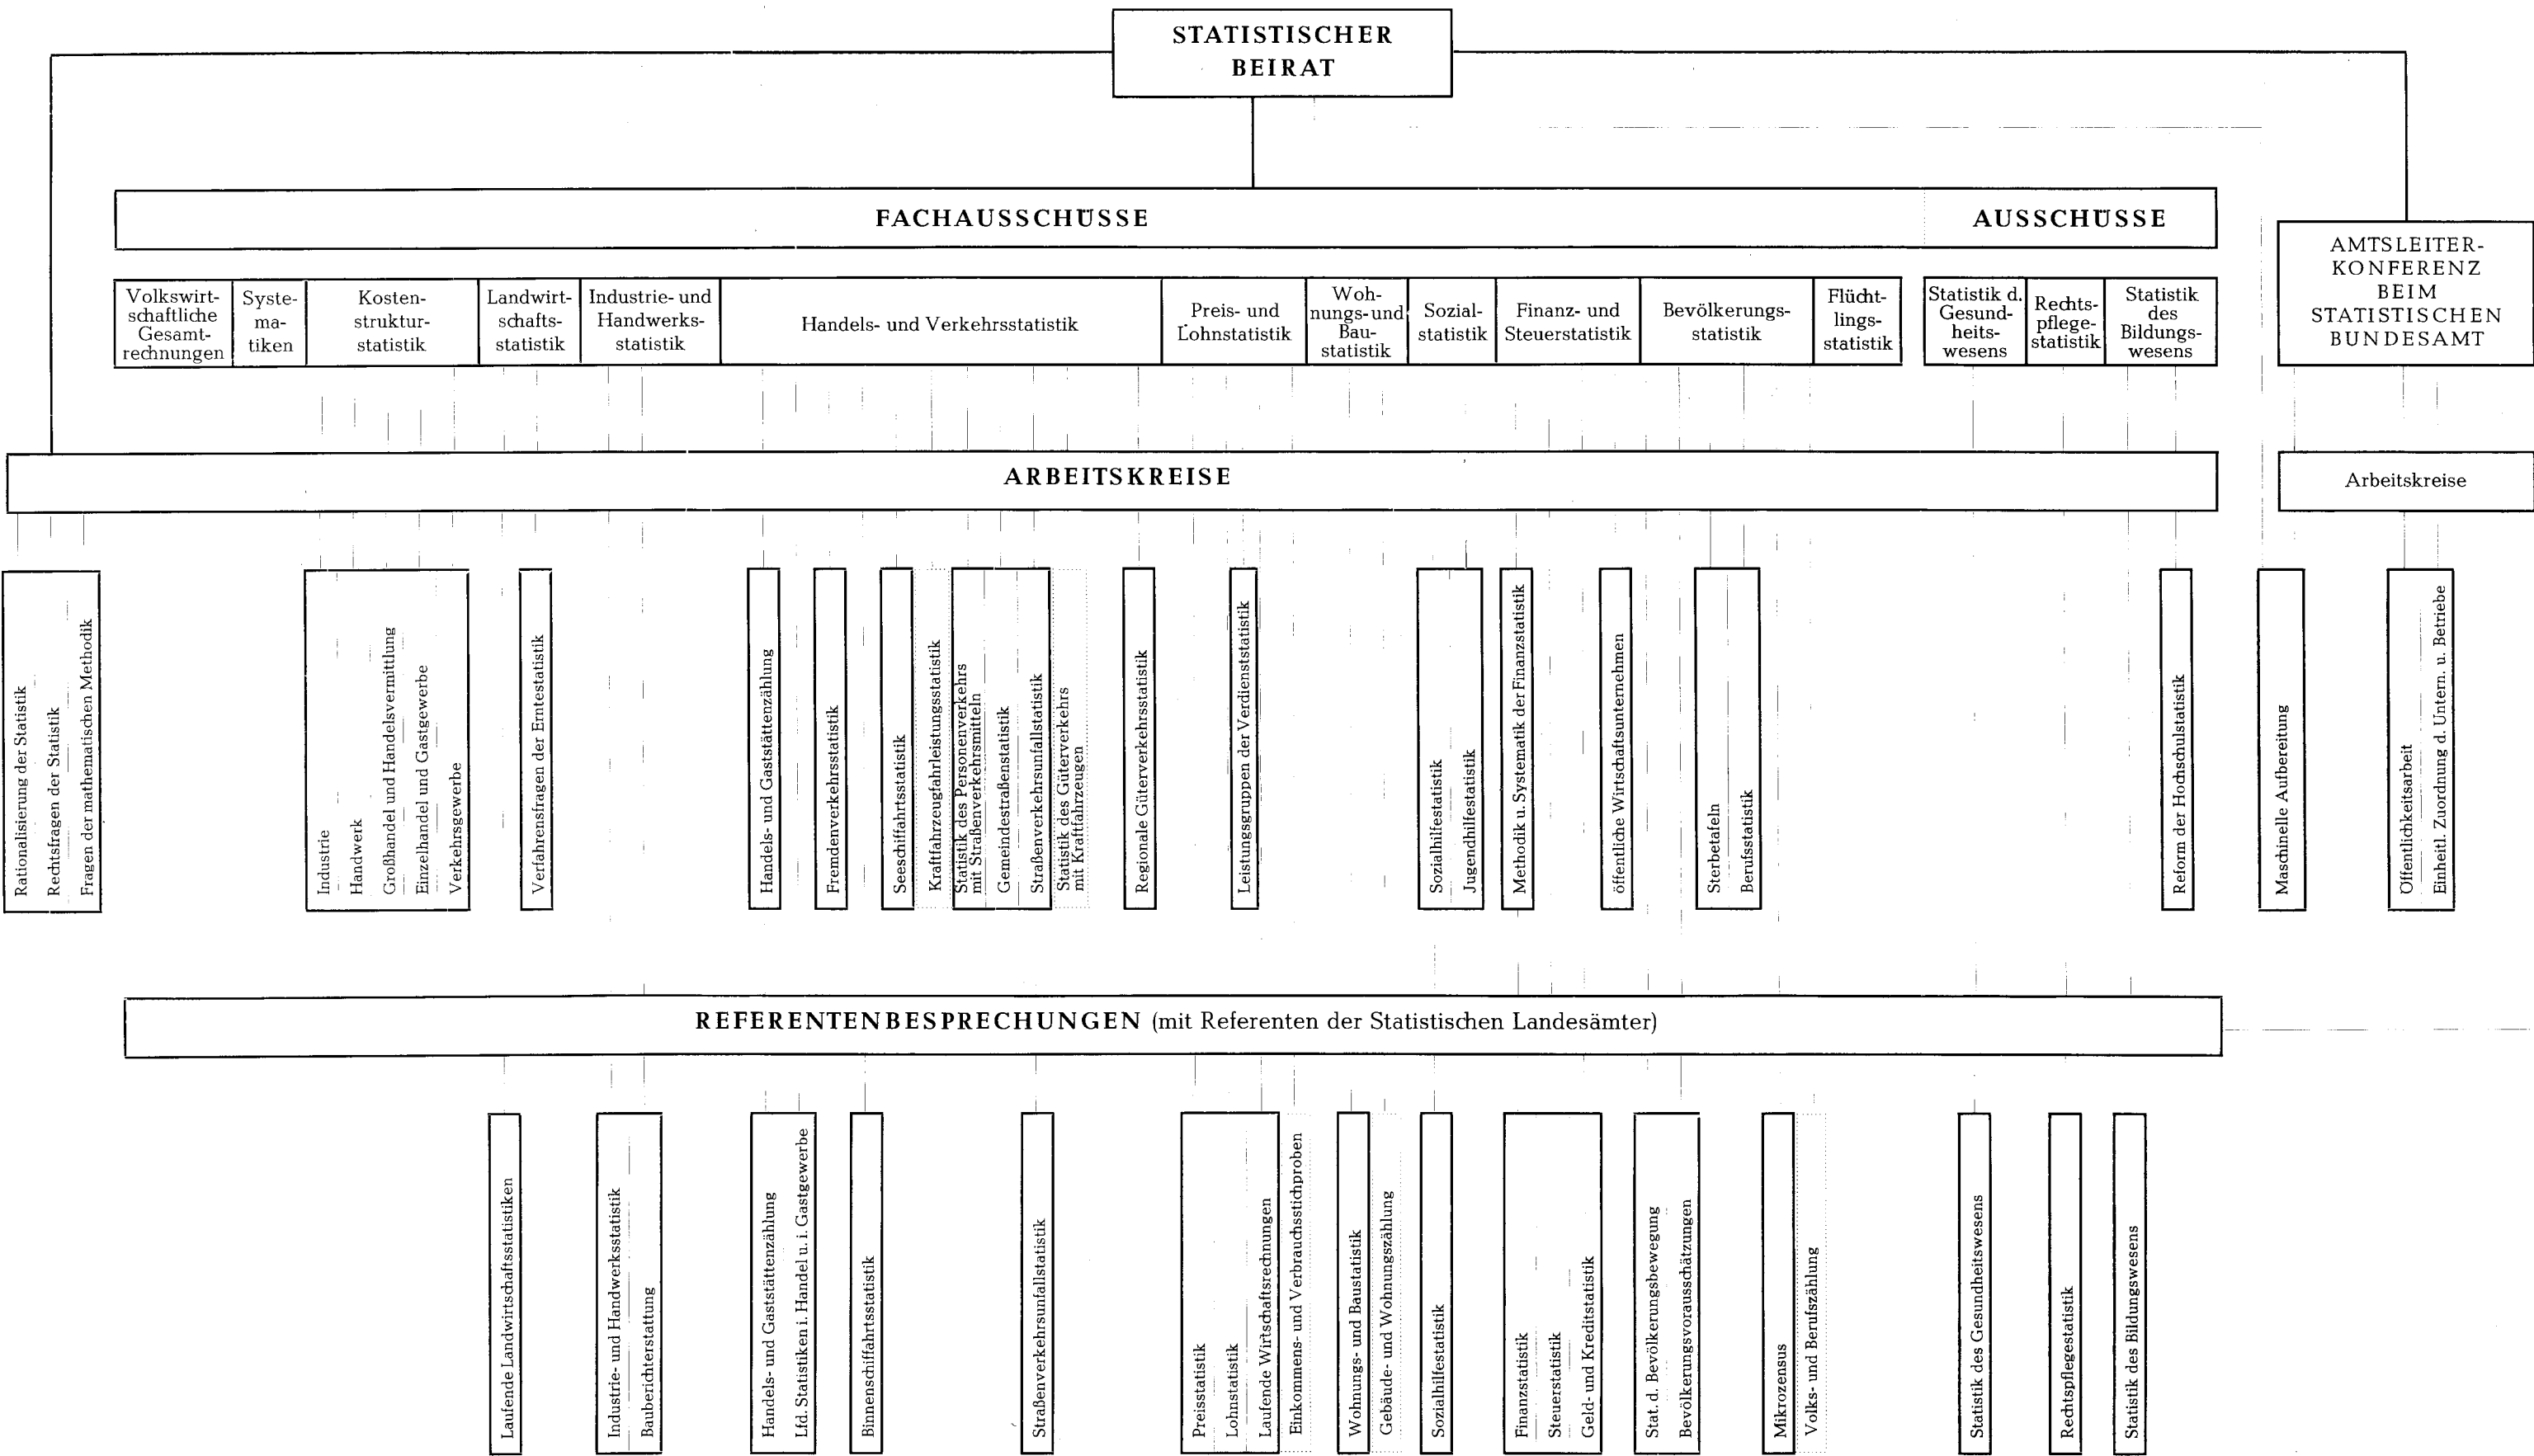 STATISTISCHER
BEIRAT
FACHAUSSCHÜSSE
AUSSCHÜSSE
AMTSLEITER-
KONFERENZ
BEIM
STATISTISCHEN
BUNDESAMT
Volkswirt-
schaftliche
Gesamt-
rechnungen
Syste-
ma-
tiken
Kosten-
struktur-
statistik
Landwirt-
schafts-
statistik
Industrie- und
Handwerks-
statistik
Handels- und Verkehrsstatistik
Preis- und
Lohnstatistik
Woh-
nungs- und
Bau-
statistik
Sozial-
statistik
Finanz- und
Steuerstatistik
Bevölkerungs-
statistik
Flücht-
lings-
statistik
Statistik d.
Gesund-
heits-
wesens
Rechts-
pflege-
statistik
Statistik
des
Bildungs-
wesens
ARBEITSKREISE
Arbeitskreise
Rationalisierung der Statistik
Rechtsfragen der Statistik
Fragen der mathematischen Methodik
Industrie
Handwerk
Großhandel und Handelsvermittlung
Einzelhandel und Gastgewerbe
Verkehrsgewerbe
Verfahrensfragen der Erntestatistik
Handels- und Gaststättenzählung
Fremdenverkehrsstatistik
Seeschiffahrtsstatistik
Kraftfahrzeugfahrleistungsstatistik
Statistik des Personenverkehrs
mit Straßenverkehrsmitteln
Gemeindestraßenstatistik
Straßenverkehrsunfallstatistik
Statistik des Güterverkehrs
mit Kraftfahrzeugen
Regionale Güterverkehrsstatistik
Leistungsgruppen der Verdienststatistik
Sozialhilfestatistik
Jugendhilfestatistik
Methodik u. Systematik der Finanzstatistik
öffentliche Wirtschaftsunternehmen
Sterbetafeln
Berufsstatistik
Reform der Hochschulstatistik
Maschinelle Aufbereitung
Öffentlichkeitsarbeit
Einheitl. Zuordnung d. Untern. u. Betriebe
REFERENTENBESPRECHUNGEN (mit Referenten der Statistischen Landesämter)
Laufende Landwirtschaftsstatistiken
Industrie- und Handwerksstatistik
Bauberichterstattung
Handels- und Gaststättenzählung
Lfd. Statistiken i. Handel u. i. Gastgewerbe
Binnenschiffahrtsstatistik
Straßenverkehrsunfallstatistik
Preisstatistik
Lohnstatistik
Laufende Wirtschaftsrechnungen
Einkommens- und Verbrauchsstichproben
Wohnungs- und Baustatistik
Gebäude- und Wohnungszählung
Sozialhilfestatistik
Finanzstatistik
Steuerstatistik
Geld- und Kreditstatistik
Stat. d. Bevölkerungsbewegung
Bevölkerungsvorausschätzungen
Mikrozensus
Volks- und Berufszählung
Statistik des Gesundheitswesens
Rechtspflegestatistik
Statistik des Bildungswesens